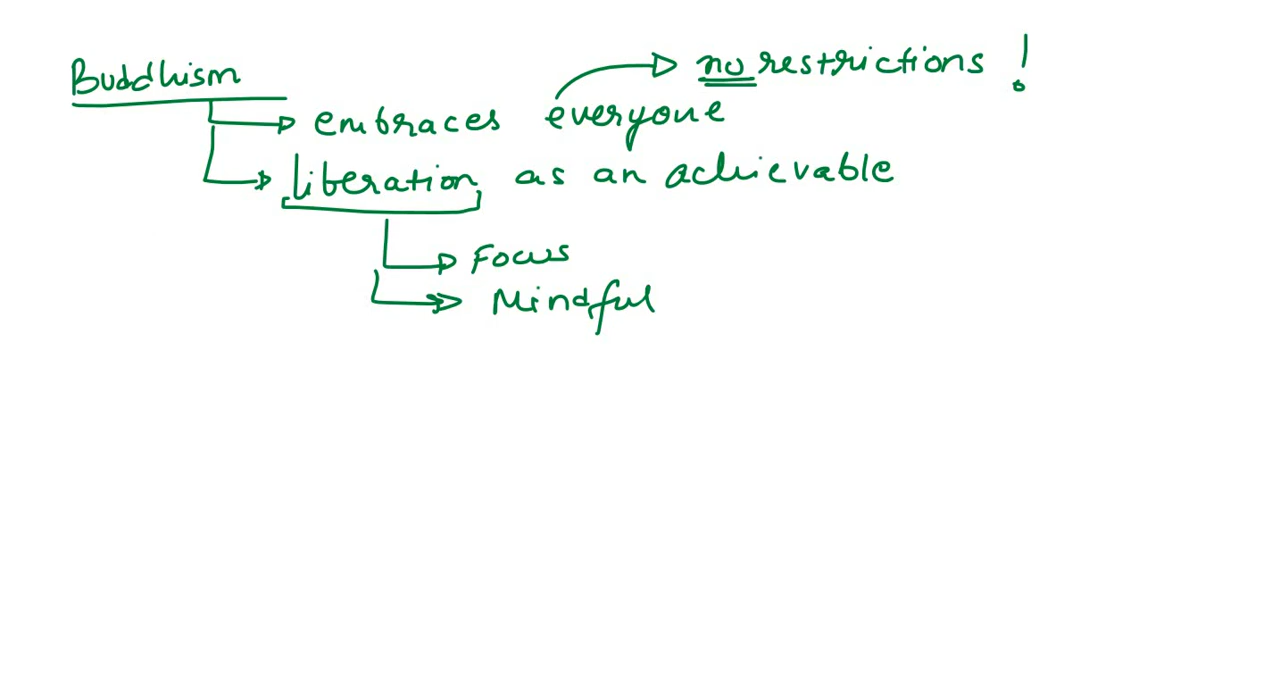 Buddhism
no restrictions !
embraces everyone
liberation as an achievable
Focus
Mindful